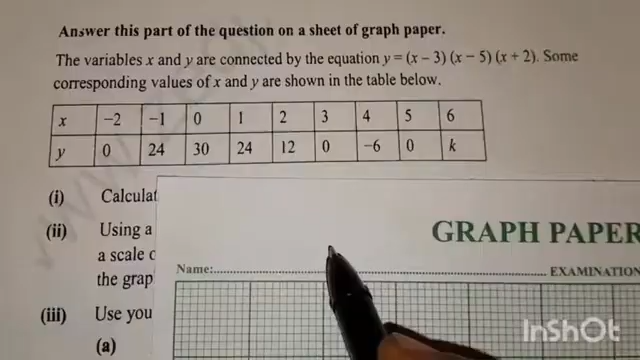 Answer this part of the question on a sheet of graph paper.
The variables x and y are connected by the equation y = (x – 3) (x – 5) (x + 2). Some
corresponding values of x and y are shown in the table below.
x –2 –1 0 1 2 3 4 5 6
y 0 24 30 24 12 0 –6 0 k
(i) Calculat
(ii) Using a
GRAPH PAPER
a scale
Name: EXAMINATION
the grap
(iii) Use you
(a)
InShot